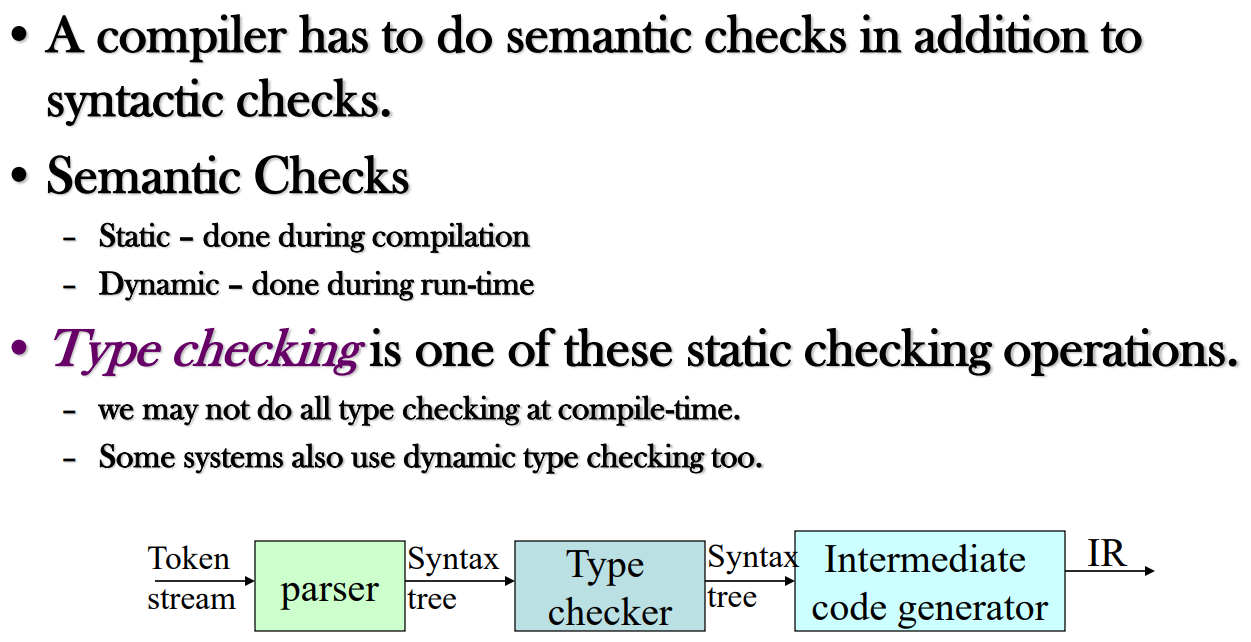 • A compiler has to do semantic checks in addition to
syntactic checks.
• Semantic Checks
– Static – done during compilation
– Dynamic – done during run-time
• Type checking is one of these static checking operations.
– we may not do all type checking at compile-time.
– Some systems also use dynamic type checking too.
Token
stream
parser
Syntax
tree
Type
checker
Syntax
tree
Intermediate
code generator
IR